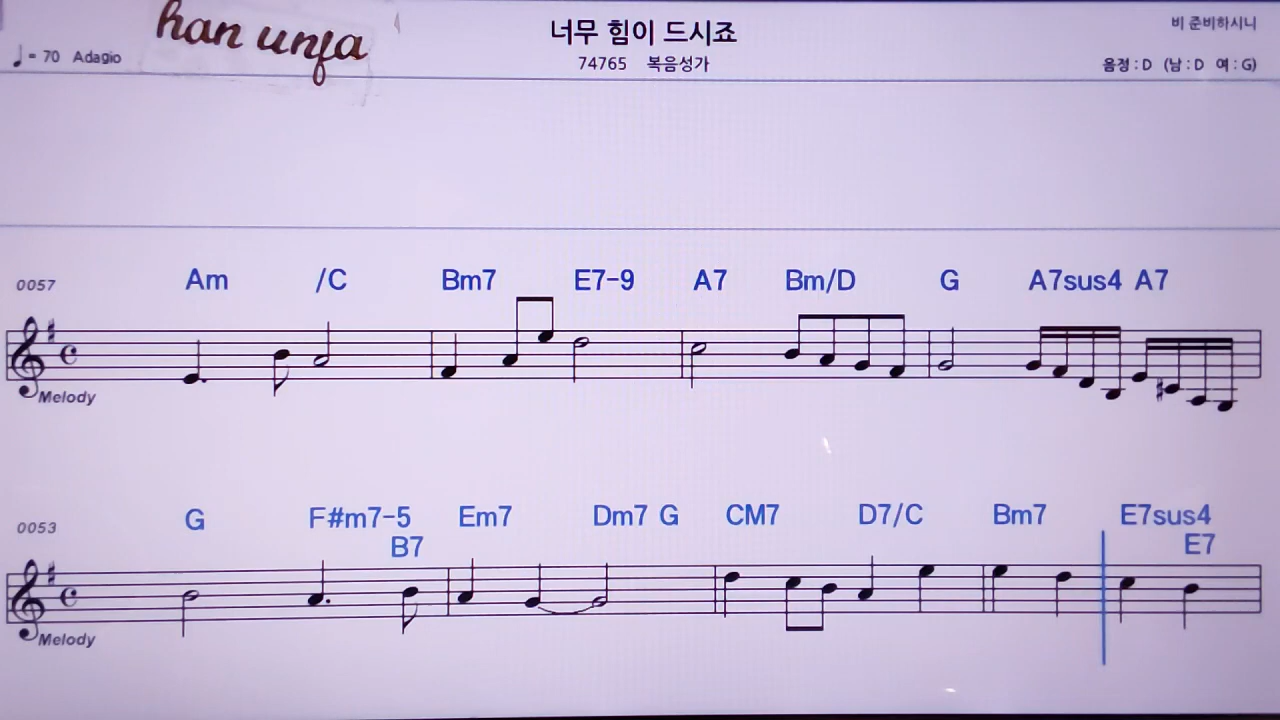 han unfa
너무 힘이 드시죠
비 준비하시니
♩= 70 Adagio
74765 복음성가
음정 : D (남 : D 여 : G)
0057 Am /C Bm7 E7-9 A7 Bm/D G A7sus4 A7
Melody
0053 G F#m7-5 Em7 Dm7 G CM7 D7/C Bm7 E7sus4
B7 E7
Melody